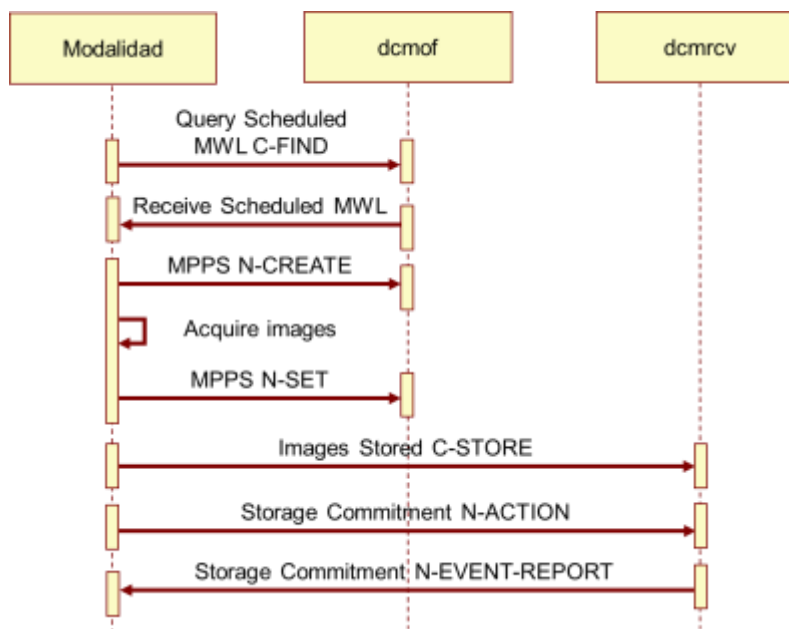 Modalidad
dcmof
dcmrcv
Query Scheduled
MWL C-FIND
Receive Scheduled MWL
MPPS N-CREATE
Acquire images
MPPS N-SET
Images Stored C-STORE
Storage Commitment N-ACTION
Storage Commitment N-EVENT-REPORT